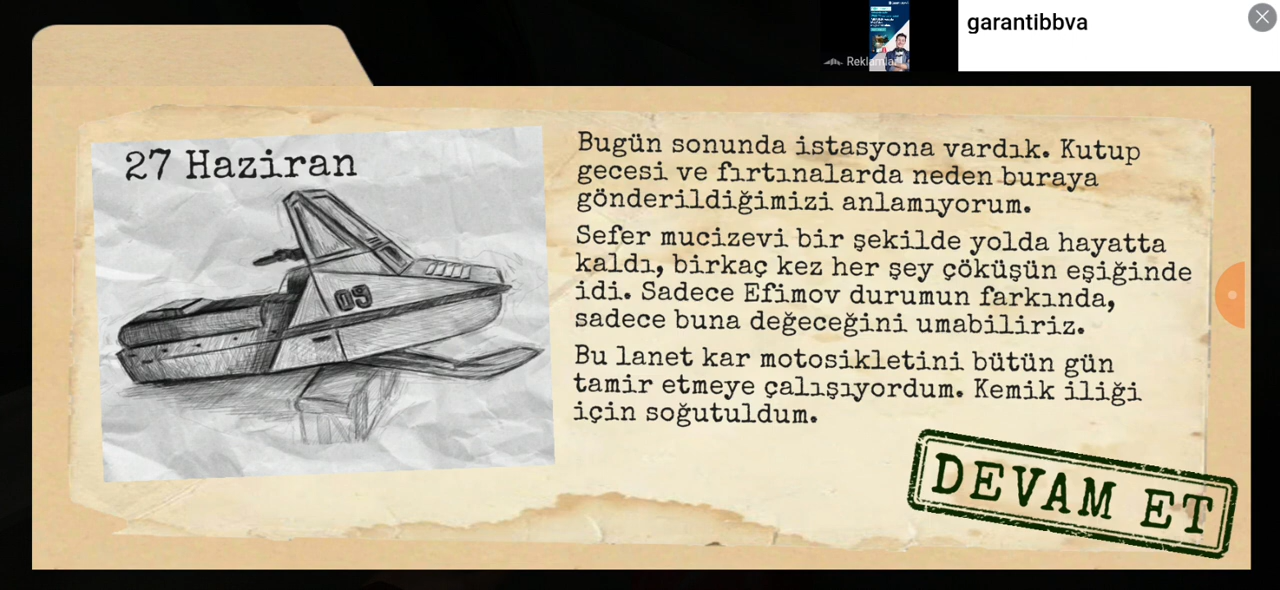 garantibbva
Reklamlar
27 Haziran
Bugün sonunda istasyona vardık. Kutup
gecesi ve fırtınalarda neden buraya
gönderildiğimizi anlamıyorum.
Sefer mucizevi bir şekilde yolda hayatta
kaldı, birkaç kez her şey çöküşün eşiğinde
idi. Sadece Efimov durumun farkında,
sadece buna değeceğini umabiliriz.
Bu lanet kar motosikletini bütün gün
tamir etmeye çalışıyordum. Kemik iliği
için soğutuldum.
09
DEVAM ET